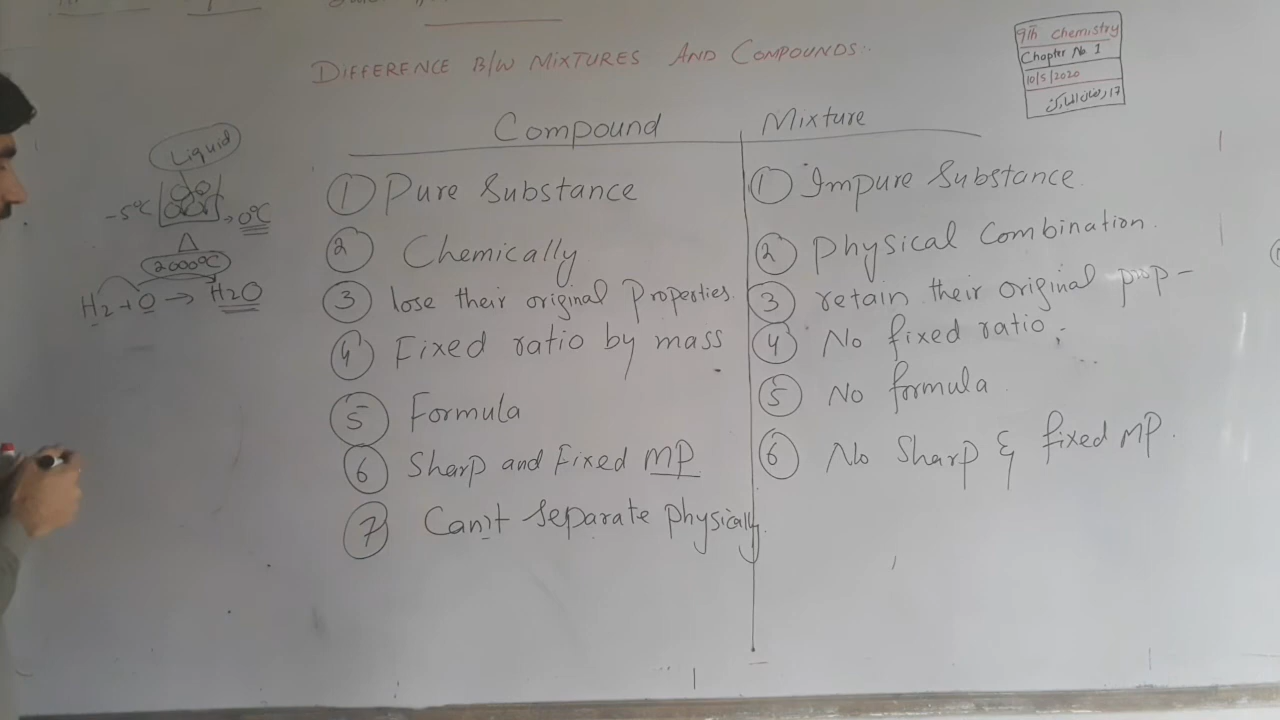 DIFFERENCE B/W MIXTURES AND COMPOUNDS:
9th Chemistry
Chapter No 1
10/5/2020
Compound
Mixture
① Pure Substance
① Impure Substance.
② Chemically
② Physical Combination.
③ lose their original Properties.
③ retain their original prop-
④ Fixed ratio by mass
④ No fixed ratio.
⑤ Formula
⑤ No formula
⑥ Sharp and Fixed MP
⑥ No Sharp & fixed MP.
⑦ Can't Separate physically.
Liquid
-5°C
0°C
Δ
2000°C
H2 + O → H2O